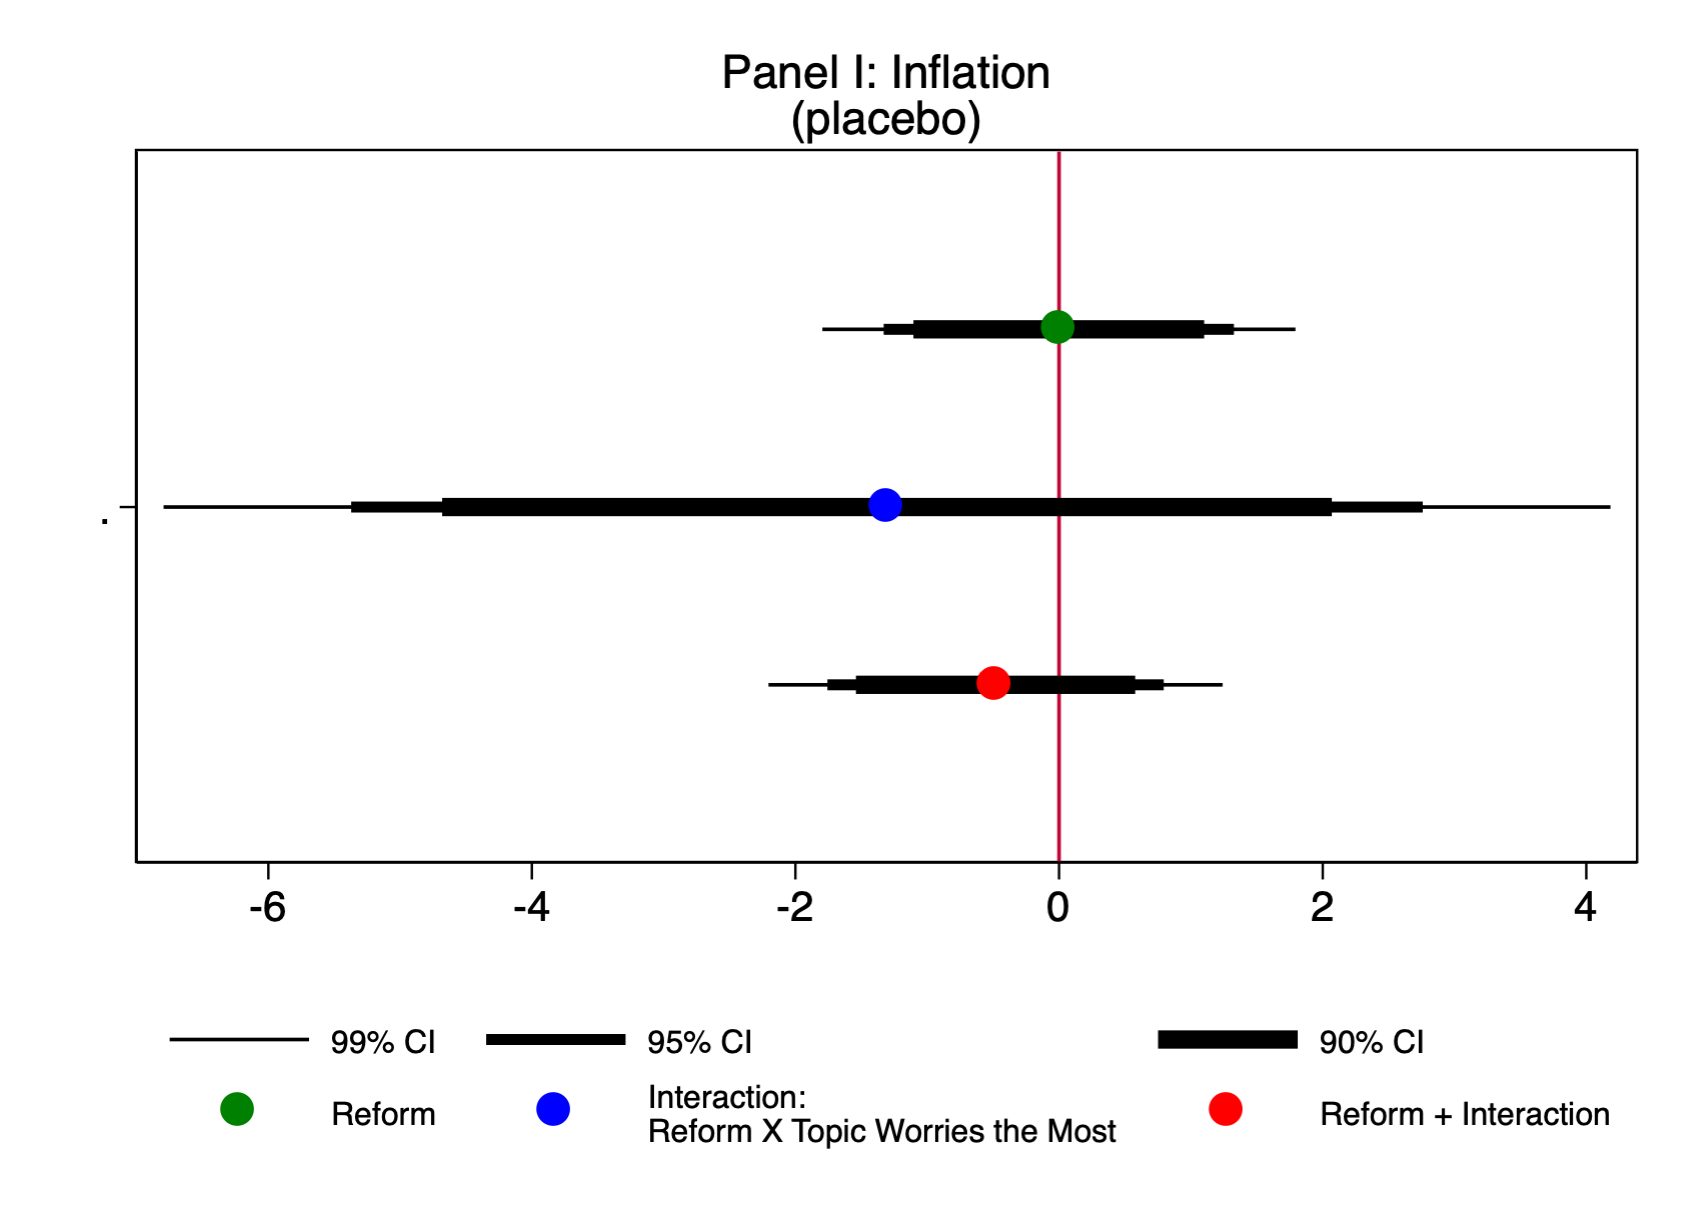 Panel I: Inflation
(placebo)
.
-6 -4 -2 0 2 4
99% CI 95% CI 90% CI
Reform
Interaction:
Reform X Topic Worries the Most
Reform + Interaction